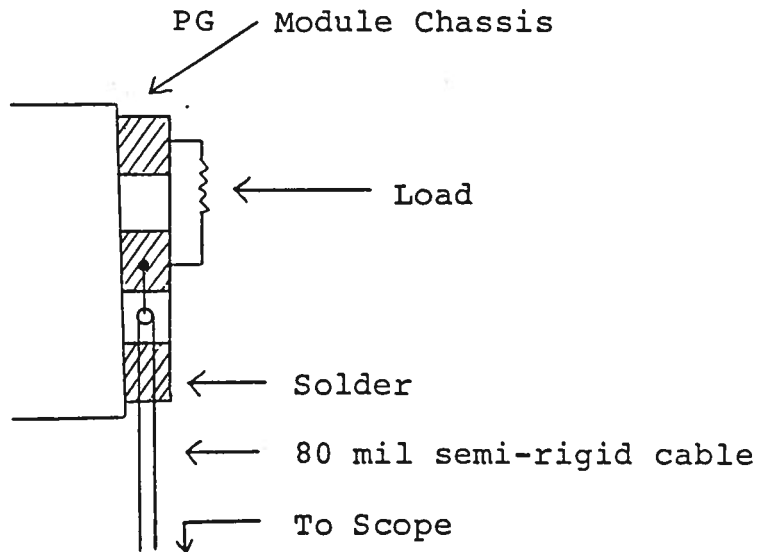 PG Module Chassis
Load
Solder
80 mil semi-rigid cable
To Scope